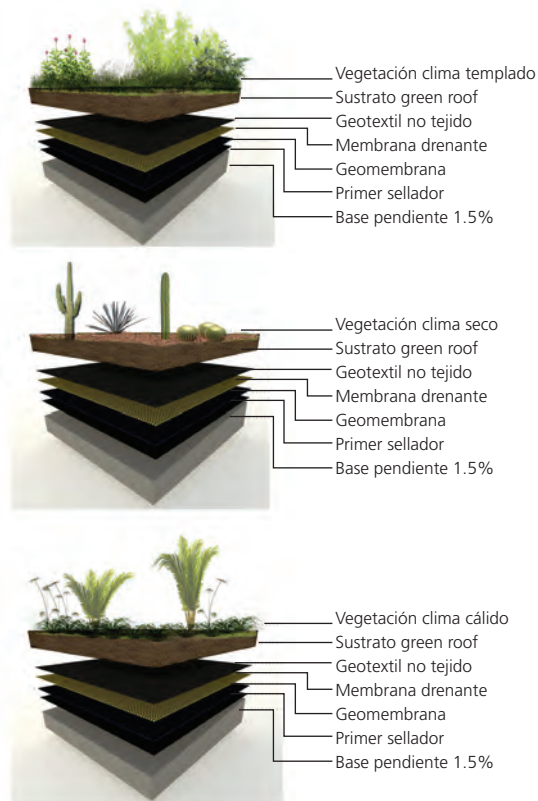 Vegetación clima templado
Sustrato green roof
Geotextil no tejido
Membrana drenante
Geomembrana
Primer sellador
Base pendiente 1.5%
Vegetación clima seco
Sustrato green roof
Geotextil no tejido
Membrana drenante
Geomembrana
Primer sellador
Base pendiente 1.5%
Vegetación clima cálido
Sustrato green roof
Geotextil no tejido
Membrana drenante
Geomembrana
Primer sellador
Base pendiente 1.5%